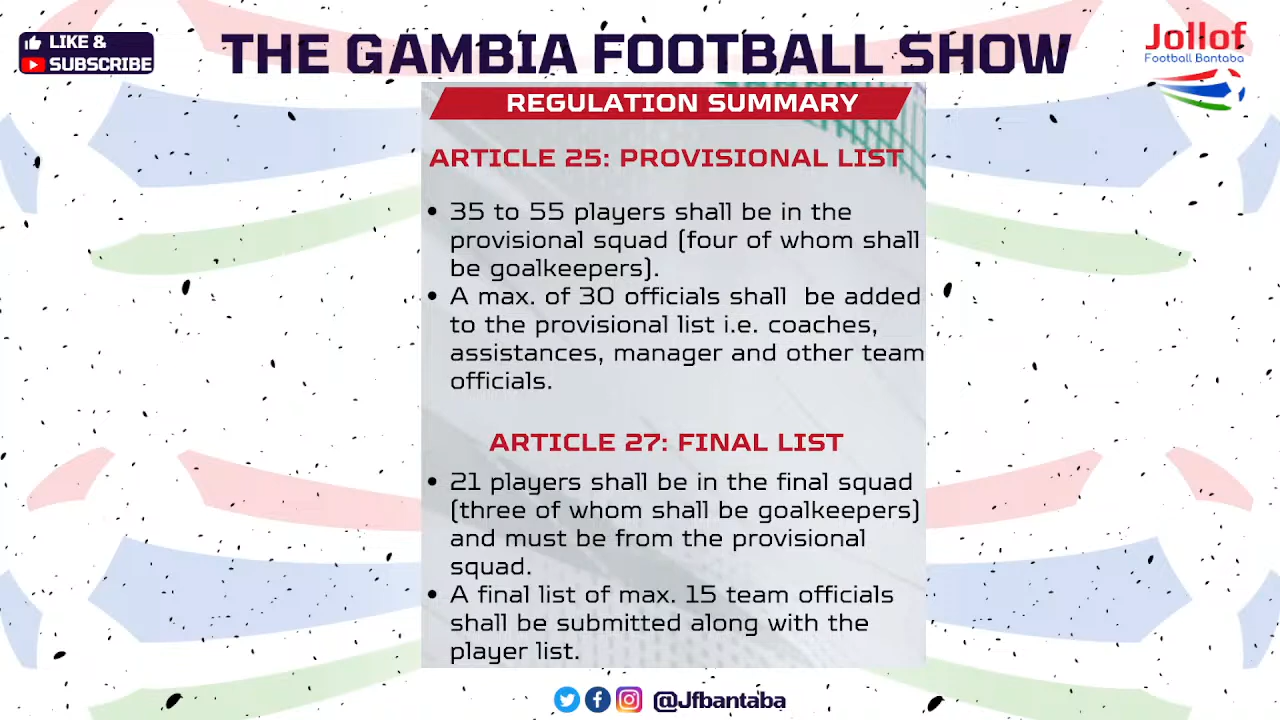 LIKE &
SUBSCRIBE
THE GAMBIA FOOTBALL SHOW
Jollof
Football Bantaba
REGULATION SUMMARY
ARTICLE 25: PROVISIONAL LIST
• 35 to 55 players shall be in the
provisional squad (four of whom shall
be goalkeepers).
• A max. of 30 officials shall be added
to the provisional list i.e. coaches,
assistances, manager and other team
officials.
ARTICLE 27: FINAL LIST
• 21 players shall be in the final squad
(three of whom shall be goalkeepers)
and must be from the provisional
squad.
• A final list of max. 15 team officials
shall be submitted along with the
player list.
@Jfbantaba